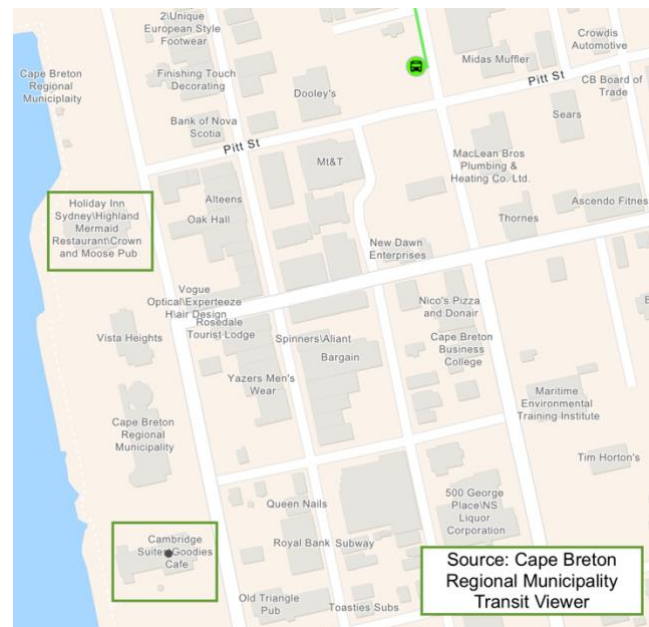 2\Unique
European Style
Footwear
Crowdis
Automotive
Cape Breton
Regional
Municiplaity
Finishing Touch
Decorating
Midas Muffler
Pitt St
CB Board of
Trade
Dooley's
Sears
Bank of Nova
Scotia
Pitt St
Mt&T
MacLean Bros
Plumbing &
Heating Co. Ltd.
Holiday Inn
Sydney\Highland
Mermaid
Restaurant\Crown
and Moose Pub
Alteens
Oak Hall
Ascendo Fitnes
Thornes
New Dawn
Enterprises
Vogue
Optical\Experteeze
Hair Design
Rosedale
Tourist Lodge
Nico's Pizza
and Donair
Vista Heights
Spinners\Aliant
Bargain
Cape Breton
Business
College
Yazers Men's
Wear
Maritime
Environmental
Training Institute
Cape Breton
Regional
Municipality
Tim Horton's
Queen Nails
500 George
Place\NS
Liquor
Corporation
Cambridge
Suites\Goodies
Cafe
Royal Bank
Subway
Old Triangle
Pub
Toasties Subs
Source: Cape Breton
Regional Municipality
Transit Viewer